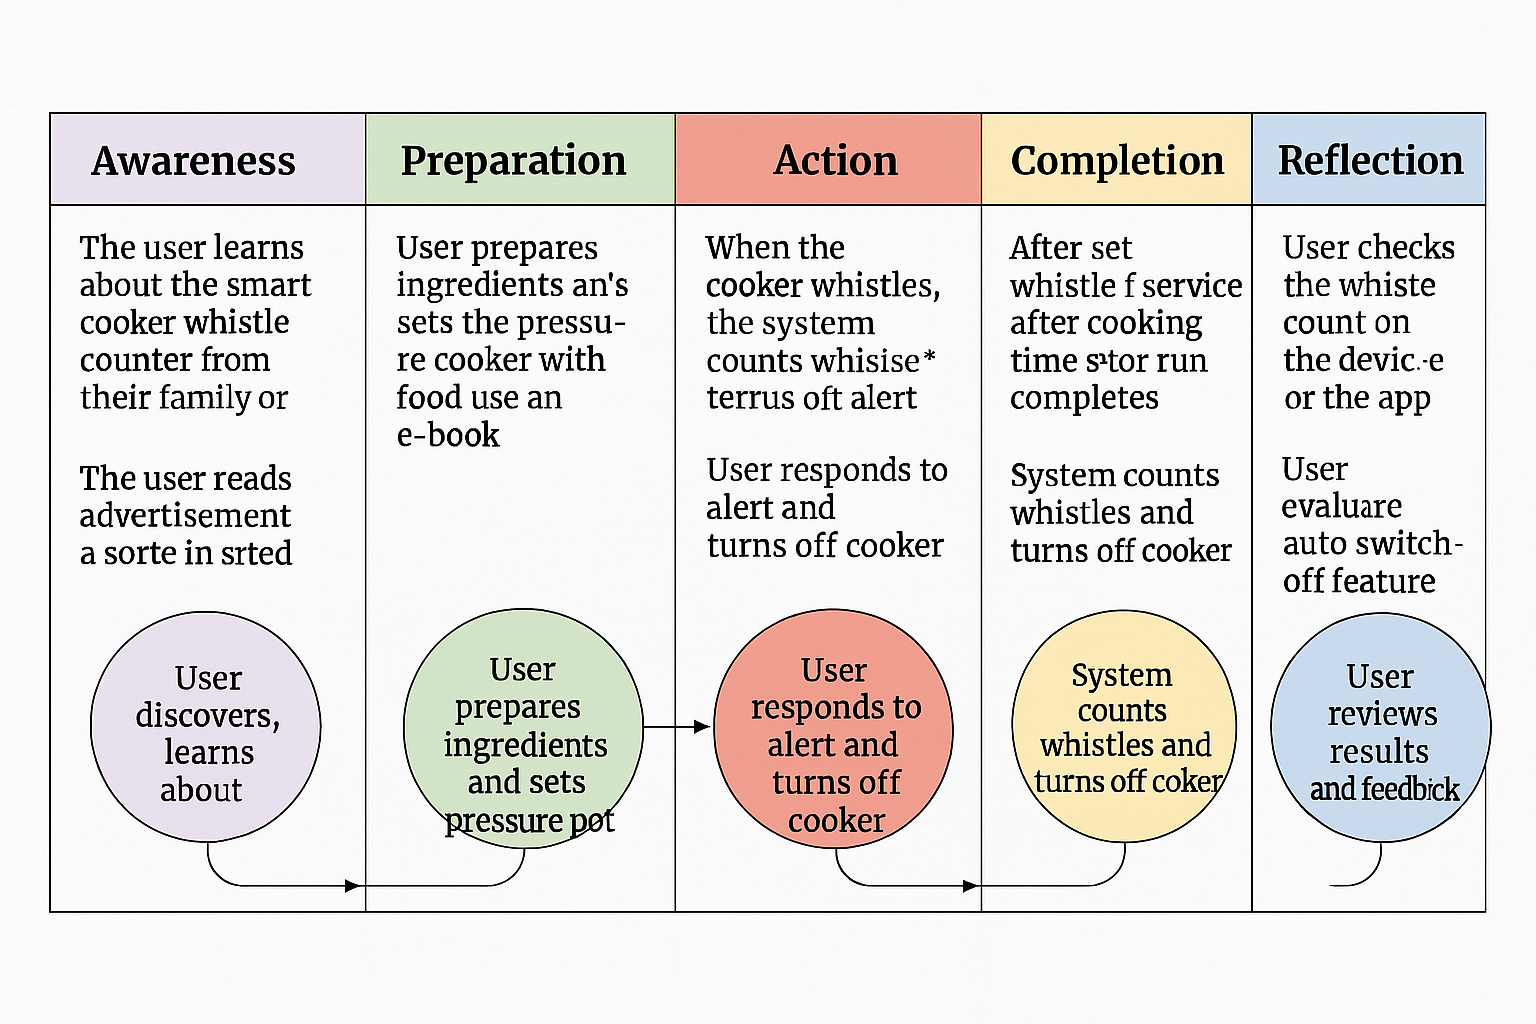 Awareness
The user learns
about the smart
cooker whistle
counter from
their family or
The user reads
advertisement
a sorte in srted
User
discovers,
learns
about
Preparation
User prepares
ingredients an's
sets the pressu-
re cooker with
food use an
e-book
User
prepares
ingredients
and sets
pressure pot
Action
When the
cooker whistles,
the system
counts whisise*
terrus oft alert
User responds to
alert and
turns off cooker
User
responds to
alert and
turns off
cooker
Completion
After set
whistle f service
after cooking
time run
completes
System counts
whistles and
turns off cooker
System
counts
whistles and
turns off coker
Reflection
User checks
the whiste
count on
the devic.-e
or the app
User
evaluare
auto switch-
off feature
User
reviews
results
and feedbick